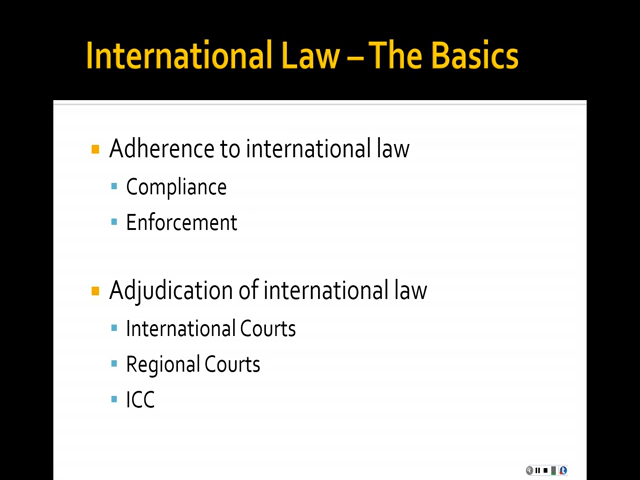 International Law – The Basics
Adherence to international law
Compliance
Enforcement
Adjudication of international law
International Courts
Regional Courts
ICC